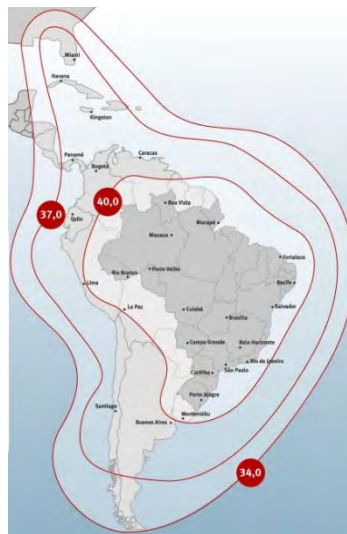 Miami
Havana
Kingston
Panamá
Caracas
Bogotá
40,0
Boa Vista
37,0
Quito
Macapá
Manaus
Fortaleza
Porto Velho
Recife
Rio Branco
Lima
Salvador
La Paz
Cuiabá
Brasília
Campo Grande
Belo Horizonte
Rio de Janeiro
São Paulo
Curitiba
Porto Alegre
Santiago
Montevideo
Buenos Aires
34,0